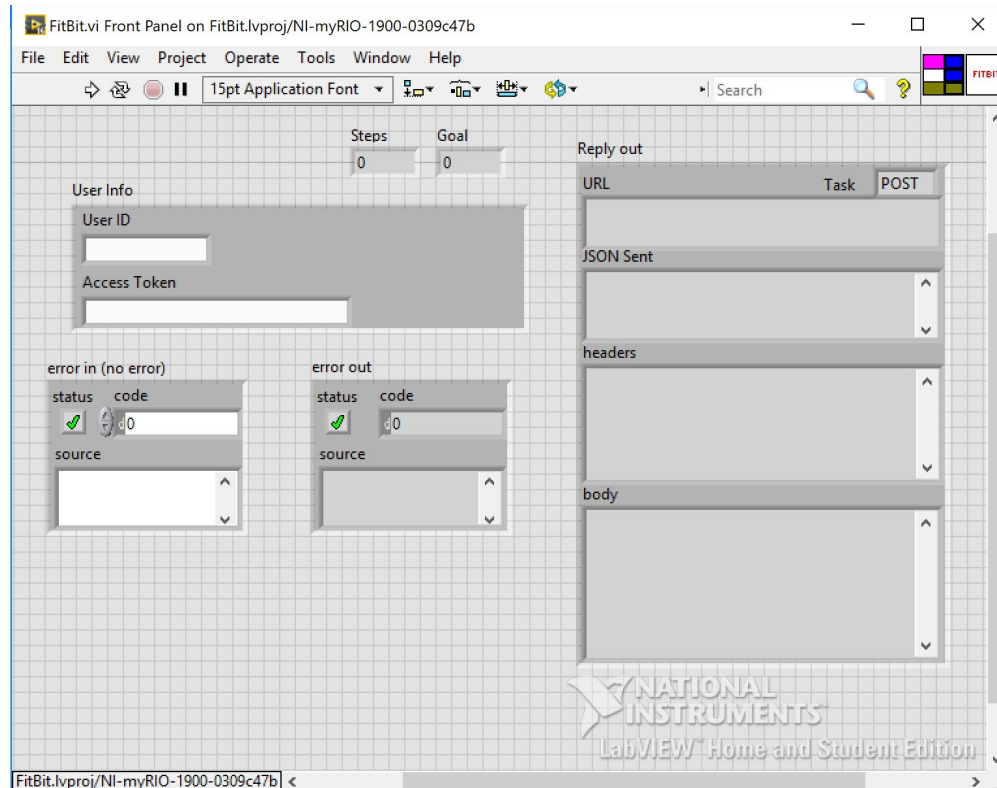 FitBit.vi Front Panel on FitBit.lvproj/NI-myRIO-1900-0309c47b
File Edit View Project Operate Tools Window Help
15pt Application Font
Search
FITBIT
Steps Goal
0 0
User Info
User ID
Access Token
error in (no error)
status code
d 0
source
error out
status code
d 0
source
Reply out
URL Task POST
JSON Sent
headers
body
NATIONAL
INSTRUMENTS™
LabVIEW™ Home and Student Edition
FitBit.lvproj/NI-myRIO-1900-0309c47b